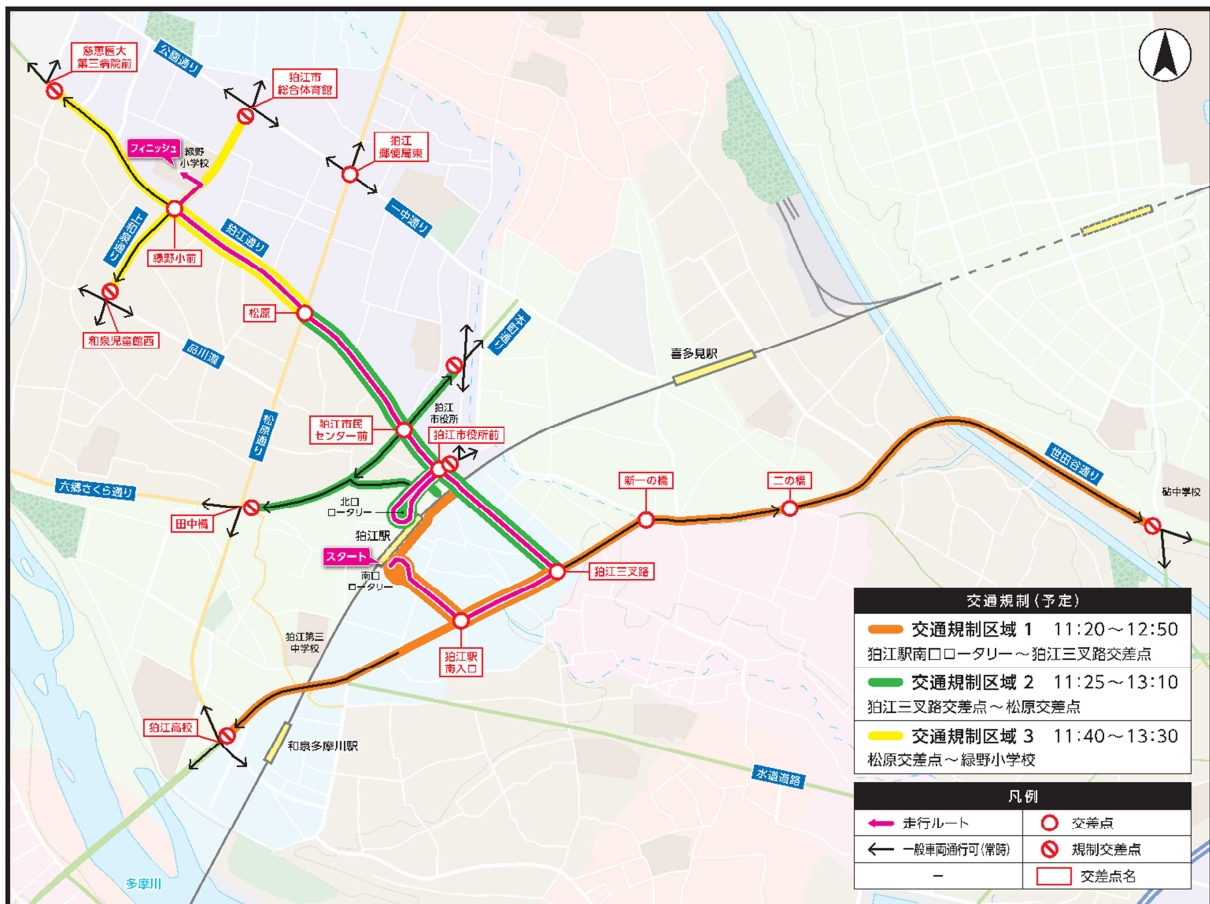 慈恵医大
第三病院前
公園通り
狛江市
総合体育館
狛江
郵便局東
フィニッシュ
緑野
小学校
一中通り
上和泉通り
狛江通り
緑野小前
松原
和泉児童館西
品川道
本町通り
喜多見駅
松原通り
狛江
市役所
狛江市民
センター前
狛江市役所前
六郷さくら通り
田中橋
北口
ロータリー
狛江駅
スタート
南口
ロータリー
新一の橋
二の橋
世田谷通り
砧中学校
狛江三叉路
狛江第三
中学校
狛江駅
南入口
狛江高校
和泉多摩川駅
水道道路
多摩川
交通規制(予定)
交通規制区域 1 11:20~12:50
狛江駅南口ロータリー~狛江三叉路交差点
交通規制区域 2 11:25~13:10
狛江三叉路交差点~松原交差点
交通規制区域 3 11:40~13:30
松原交差点~緑野小学校
凡例
走行ルート 交差点
一般車両通行可(常時) 規制交差点
- 交差点名